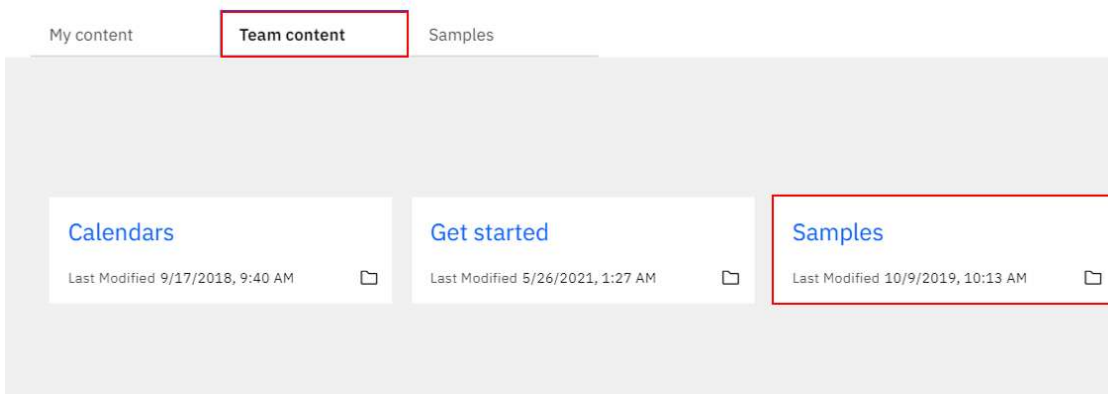 My content Team content Samples
Calendars Get started Samples
Last Modified 9/17/2018, 9:40 AM Last Modified 5/26/2021, 1:27 AM Last Modified 10/9/2019, 10:13 AM